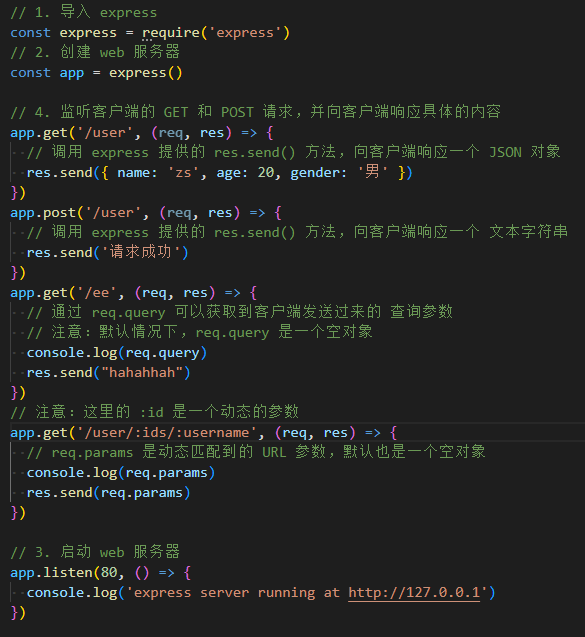 // 1. 导入 express
const express = require('express')
// 2. 创建 web 服务器
const app = express()
// 4. 监听客户端的 GET 和 POST 请求，并向客户端响应具体的内容
app.get('/user', (req, res) => {
// 调用 express 提供的 res.send() 方法，向客户端响应一个 JSON 对象
res.send({ name: 'zs', age: 20, gender: '男' })
})
app.post('/user', (req, res) => {
// 调用 express 提供的 res.send() 方法，向客户端响应一个 文本字符串
res.send('请求成功')
})
app.get('/ee', (req, res) => {
// 通过 req.query 可以获取到客户端发送过来的 查询参数
// 注意：默认情况下，req.query 是一个空对象
console.log(req.query)
res.send("hahahhah")
})
// 注意：这里的 :id 是一个动态的参数
app.get('/user/:ids/:username', (req, res) => {
// req.params 是动态匹配到的 URL 参数，默认也是一个空对象
console.log(req.params)
res.send(req.params)
})
// 3. 启动 web 服务器
app.listen(80, () => {
console.log('express server running at http://127.0.0.1')
})